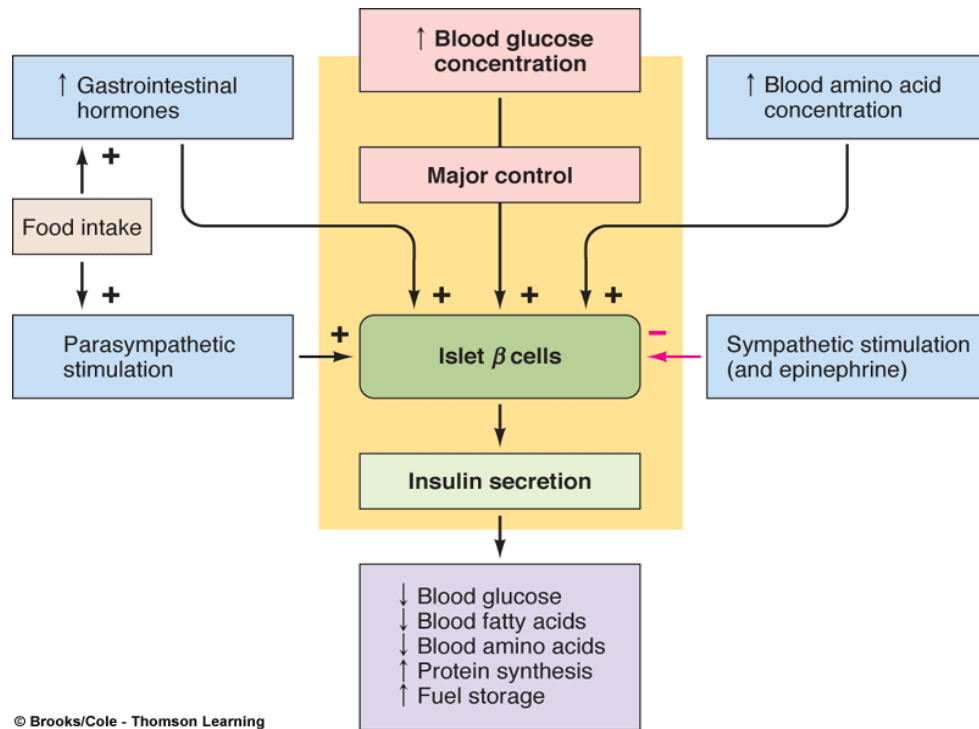 ↑ Blood glucose
concentration
↑ Gastrointestinal
hormones
↑ Blood amino acid
concentration
Major control
+
Food intake
+
+
+
+
Parasympathetic
stimulation
+
Islet β cells
–
Sympathetic stimulation
(and epinephrine)
Insulin secretion
↓ Blood glucose
↓ Blood fatty acids
↓ Blood amino acids
↑ Protein synthesis
↑ Fuel storage
© Brooks/Cole - Thomson Learning